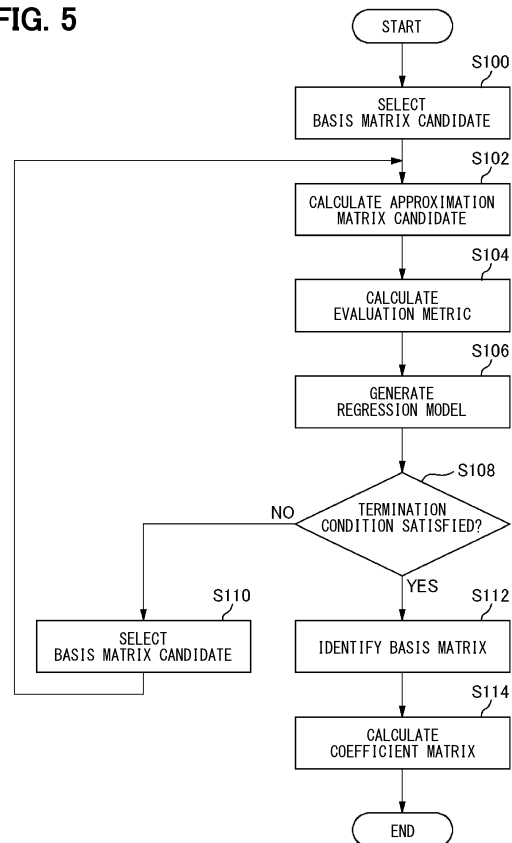 FIG. 5
START
S100
SELECT
BASIS MATRIX CANDIDATE
S102
CALCULATE APPROXIMATION
MATRIX CANDIDATE
S104
CALCULATE
EVALUATION METRIC
S106
GENERATE
REGRESSION MODEL
S108
TERMINATION
CONDITION SATISFIED?
NO
YES
S110
SELECT
BASIS MATRIX CANDIDATE
S112
IDENTIFY BASIS MATRIX
S114
CALCULATE
COEFFICIENT MATRIX
END